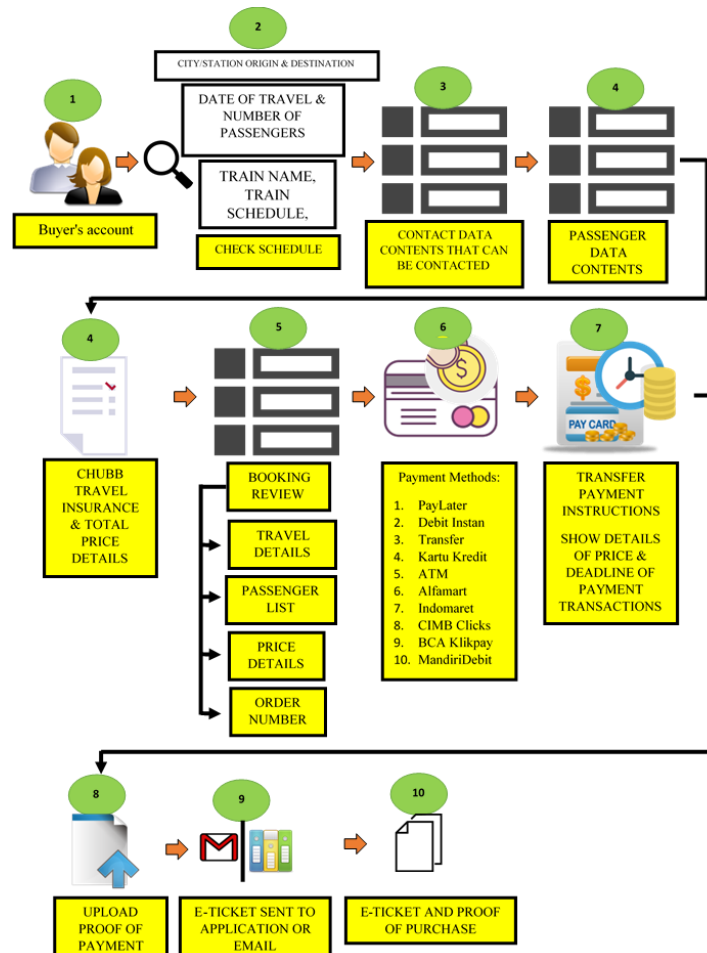 1
2
CITY/STATION ORIGIN & DESTINATION
DATE OF TRAVEL &
NUMBER OF
PASSENGERS
TRAIN NAME,
TRAIN
SCHEDULE,
3
4
Buyer's account
CHECK SCHEDULE
CONTACT DATA
CONTENTS THAT CAN
BE CONTACTED
PASSENGER
DATA
CONTENTS
4
5
6
$
7
$
PAY CARD
CHUBB
TRAVEL
INSURANCE
& TOTAL
PRICE
DETAILS
BOOKING
REVIEW
TRAVEL
DETAILS
PASSENGER
LIST
PRICE
DETAILS
ORDER
NUMBER
Payment Methods:
1. PayLater
2. Debit Instan
3. Transfer
4. Kartu Kredit
5. ATM
6. Alfamart
7. Indomaret
8. CIMB Clicks
9. BCA Klikpay
10. MandiriDebit
TRANSFER
PAYMENT
INSTRUCTIONS
SHOW DETAILS
OF PRICE &
DEADLINE OF
PAYMENT
TRANSACTIONS
8
9
10
UPLOAD
PROOF OF
PAYMENT
E-TICKET SENT TO
APPLICATION OR
EMAIL
E-TICKET AND PROOF
OF PURCHASE